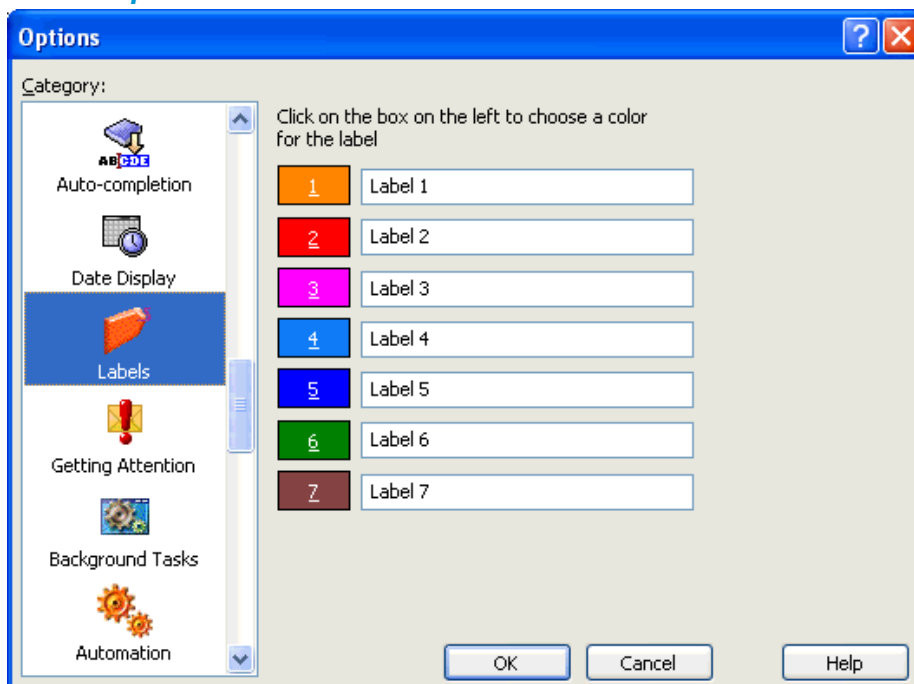 Options
Category:
ABCDE
Auto-completion
Date Display
Labels
Getting Attention
Background Tasks
Automation
Click on the box on the left to choose a color
for the label
1 Label 1
2 Label 2
3 Label 3
4 Label 4
5 Label 5
6 Label 6
7 Label 7
OK Cancel Help